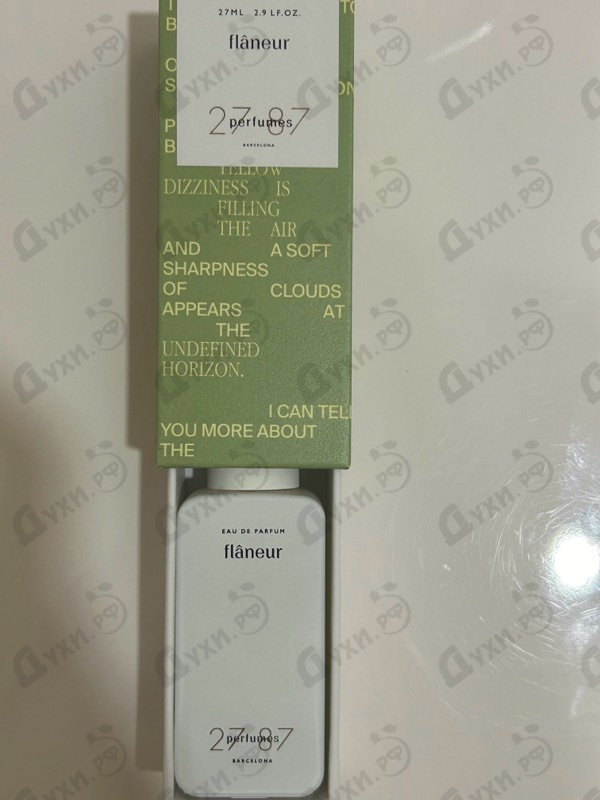 27ML 2.9 LF.OZ.
flâneur
27 87
perfumes
BARCELONA
YELLOW
DIZZINESS IS
FILLING
THE AIR
AND A SOFT
SHARPNESS
OF CLOUDS
APPEARS AT
THE
UNDEFINED
HORIZON.
I CAN TELL
YOU MORE ABOUT
THE
EAU DE PARFUM
flâneur
27 87
perfumes
BARCELONA
Духи.рф